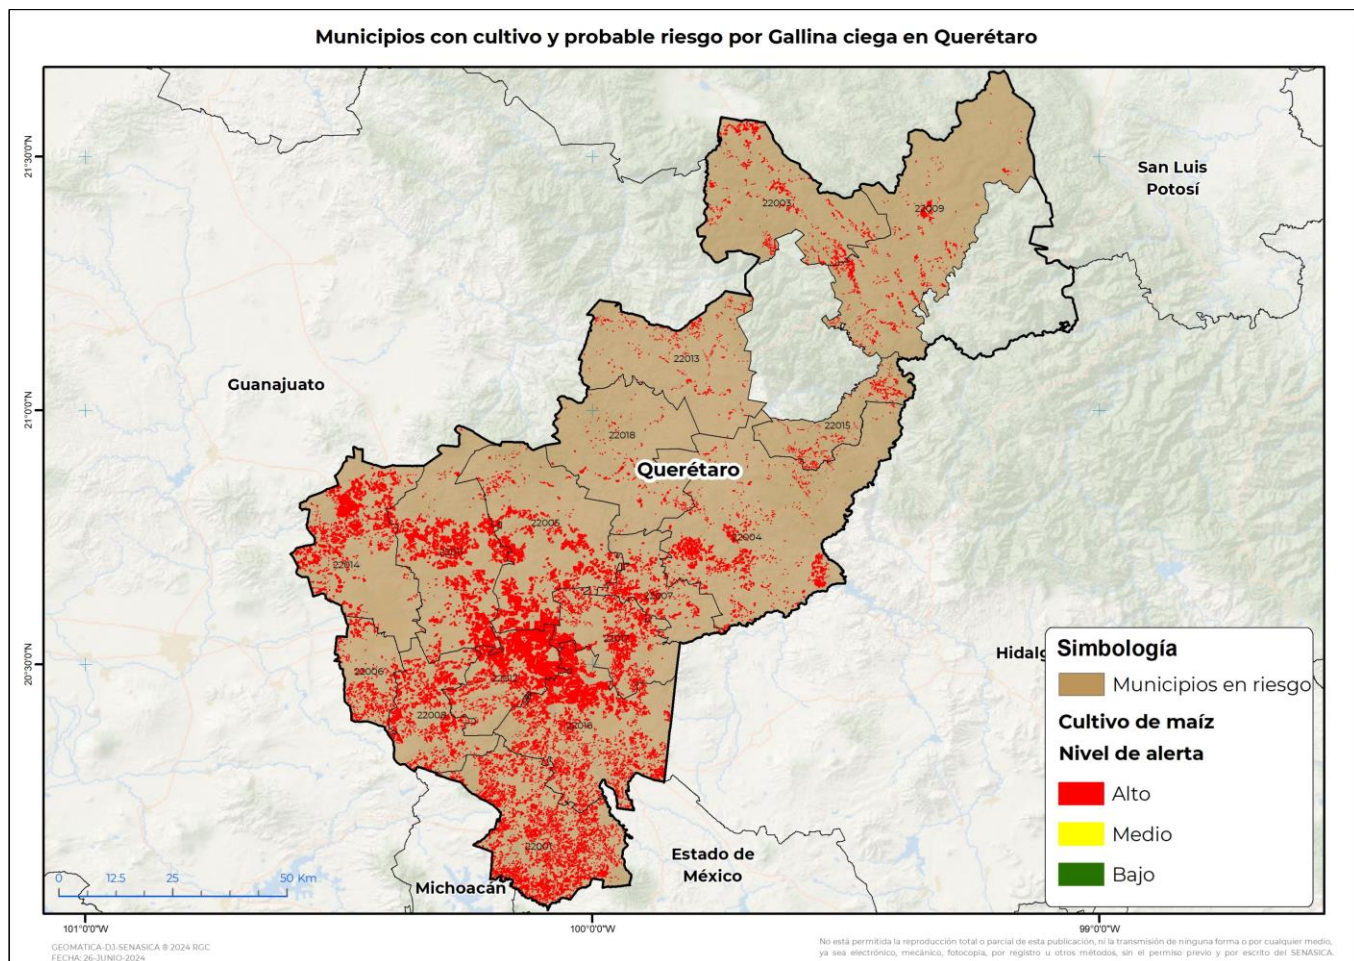 Municipios con cultivo y probable riesgo por Gallina ciega en Querétaro
21°30'0"N
21°0'0"N
20°30'0"N
San Luis
Potosí
22003
22009
22013
Guanajuato
22018
22015
Querétaro
22005
22004
22014
22007
22017
22006
22012
22008
22016
22001
Hidalg
Estado de
México
Michoacán
0 12.5 25 50 Km
Simbología
Municipios en riesgo
Cultivo de maíz
Nivel de alerta
Alto
Medio
Bajo
101°0'0"W
100°0'0"W
99°0'0"W
GEOMÁTICA-DJ-SENASICA ® 2024 RGC
FECHA: 26-JUNIO-2024
No está permitida la reproducción total o parcial de esta publicación, ni la transmisión de ninguna forma o por cualquier medio,
ya sea electrónico, mecánico, fotocopia, por registro u otros métodos, sin el permiso previo y por escrito del SENASICA.